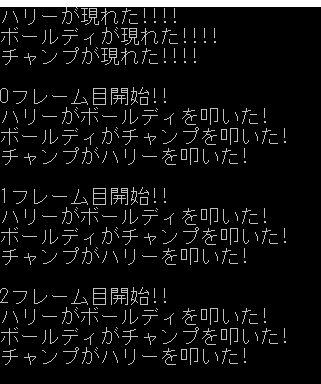 ハリーが現れた!!!!
ボールディが現れた!!!!
チャンプが現れた!!!!
0フレーム目開始!!
ハリーがボールディを叩いた!
ボールディがチャンプを叩いた!
チャンプがハリーを叩いた!
1フレーム目開始!!
ハリーがボールディを叩いた!
ボールディがチャンプを叩いた!
チャンプがハリーを叩いた!
2フレーム目開始!!
ハリーがボールディを叩いた!
ボールディがチャンプを叩いた!
チャンプがハリーを叩いた!